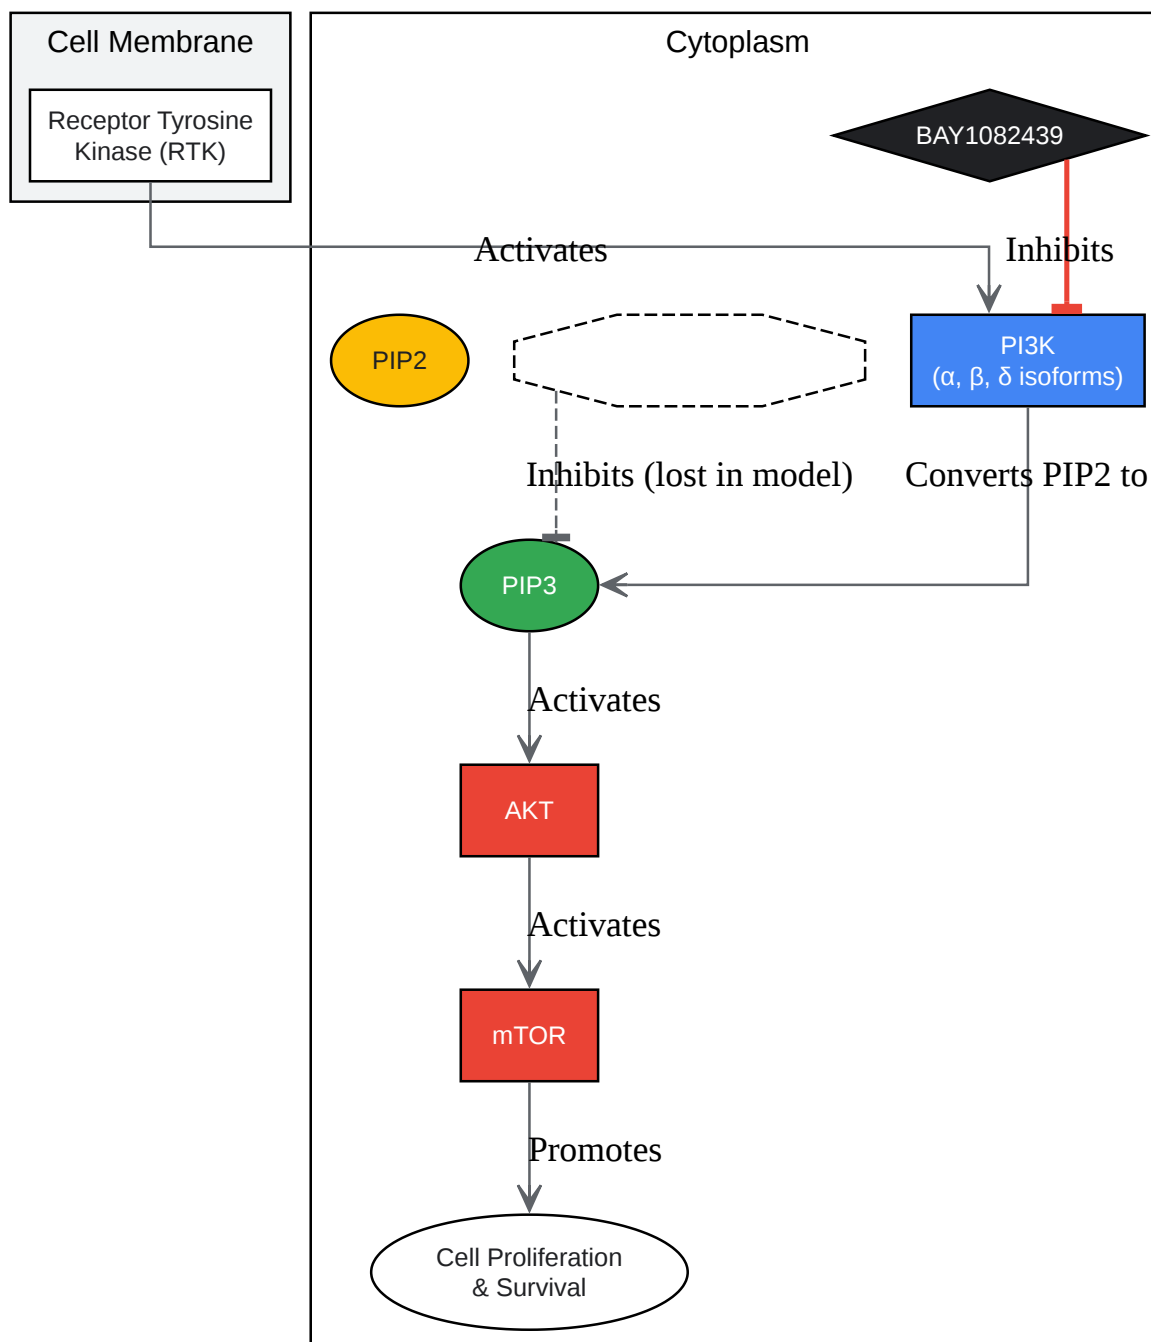 Cell Membrane
Cytoplasm
Receptor Tyrosine
Kinase (RTK)
BAY1082439
Activates
Inhibits
PIP2
PI3K
(α, β, δ isoforms)
Inhibits (lost in model)
Converts PIP2 to
PIP3
Activates
AKT
Activates
mTOR
Promotes
Cell Proliferation
& Survival